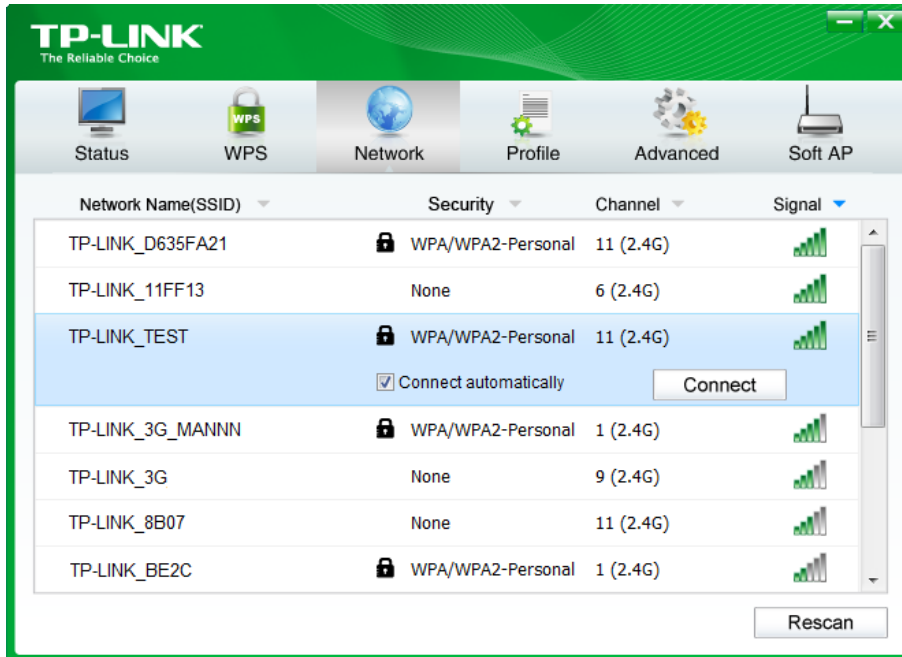 TP-LINK
The Reliable Choice
Status WPS Network Profile Advanced Soft AP
WPS
Network Name(SSID) Security Channel Signal
TP-LINK_D635FA21 WPA/WPA2-Personal 11 (2.4G)
TP-LINK_11FF13 None 6 (2.4G)
TP-LINK_TEST WPA/WPA2-Personal 11 (2.4G)
Connect automatically Connect
TP-LINK_3G_MANNN WPA/WPA2-Personal 1 (2.4G)
TP-LINK_3G None 9 (2.4G)
TP-LINK_8B07 None 11 (2.4G)
TP-LINK_BE2C WPA/WPA2-Personal 1 (2.4G)
Rescan